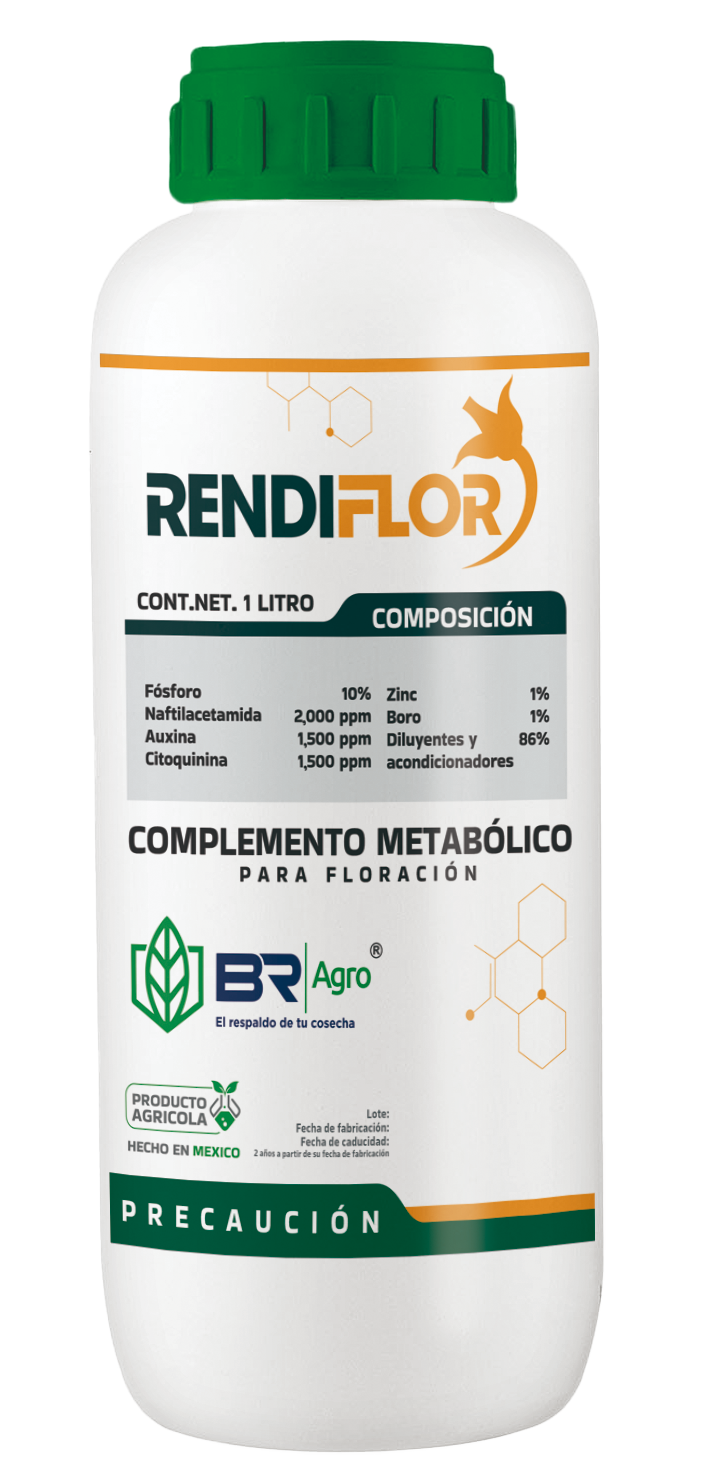 RENDIFLOR
CONT.NET. 1 LITRO
COMPOSICIÓN
Fósforo 10%
Naftilacetamida 2,000 ppm
Auxina 1,500 ppm
Citoquinina 1,500 ppm
Zinc 1%
Boro 1%
Diluyentes y 86%
acondicionadores
COMPLEMENTO METABÓLICO
PARA FLORACIÓN
BR Agro®
El respaldo de tu cosecha
PRODUCTO
AGRICOLA
HECHO EN MEXICO
Lote:
Fecha de fabricación:
Fecha de caducidad:
2 años a partir de su fecha de fabricación
PRECAUCIÓN